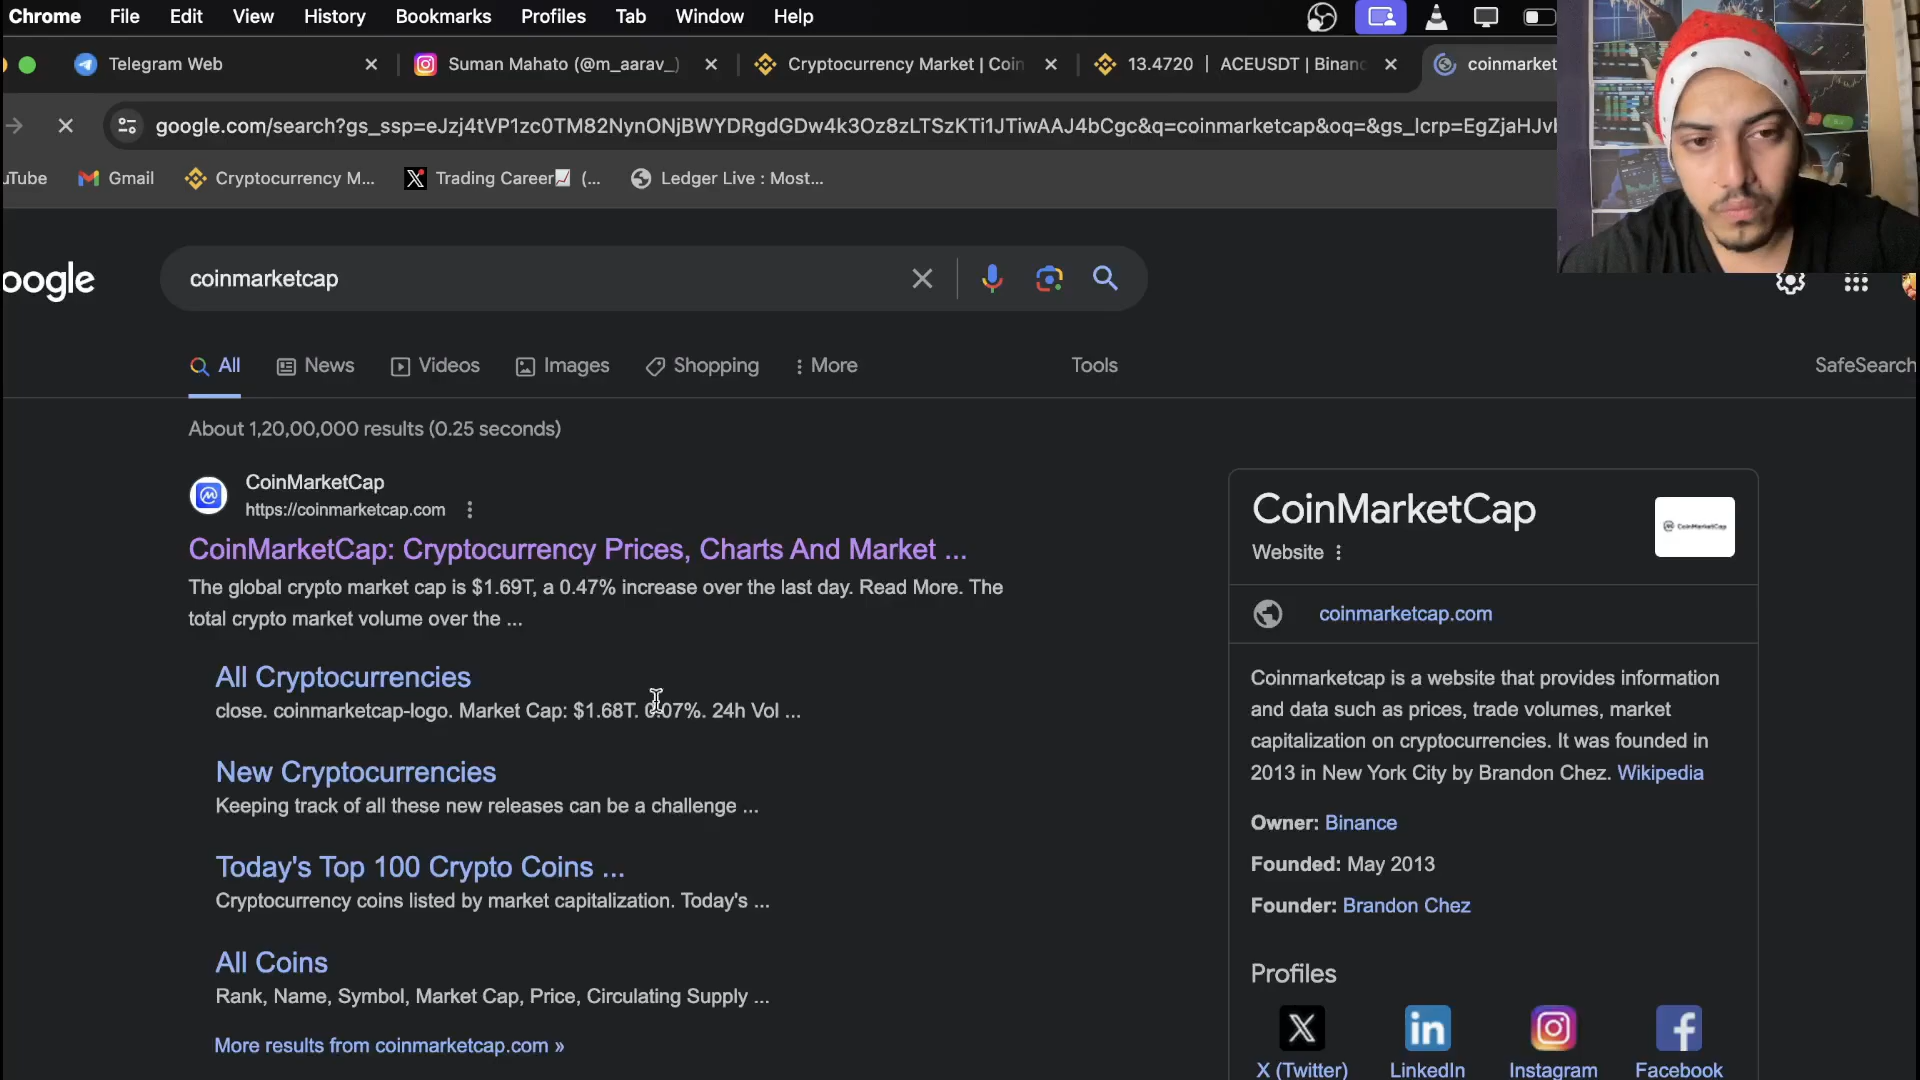 Chrome File Edit View History Bookmarks Profiles Tab Window Help
Telegram Web
Suman Mahato (@m_aarav_)
Cryptocurrency Market | Coin
13.4720 | ACEUSDT | Binanc
coinmarket
google.com/search?gs_ssp=eJzj4tVP1zc0TM82NynONjBWYDRgdGDw4k3Oz8zLTSzKTi1JTiwAAJ4bCgc&q=coinmarketcap&oq=&gs_lcrp=EgZjaHJvb
uTube
Gmail
Cryptocurrency M...
Trading Career📈 (...
Ledger Live : Most...
oogle
coinmarketcap
All News Videos Images Shopping More Tools SafeSearch
About 1,20,00,000 results (0.25 seconds)
CoinMarketCap
https://coinmarketcap.com
CoinMarketCap: Cryptocurrency Prices, Charts And Market ...
The global crypto market cap is $1.69T, a 0.47% increase over the last day. Read More. The
total crypto market volume over the ...
All Cryptocurrencies
close. coinmarketcap-logo. Market Cap: $1.68T. 0.07%. 24h Vol ...
New Cryptocurrencies
Keeping track of all these new releases can be a challenge ...
Today's Top 100 Crypto Coins ...
Cryptocurrency coins listed by market capitalization. Today's ...
All Coins
Rank, Name, Symbol, Market Cap, Price, Circulating Supply ...
More results from coinmarketcap.com »
CoinMarketCap
Website
CoinMarketCap
coinmarketcap.com
Coinmarketcap is a website that provides information
and data such as prices, trade volumes, market
capitalization on cryptocurrencies. It was founded in
2013 in New York City by Brandon Chez. Wikipedia
Owner: Binance
Founded: May 2013
Founder: Brandon Chez
Profiles
X (Twitter)
LinkedIn
Instagram
Facebook